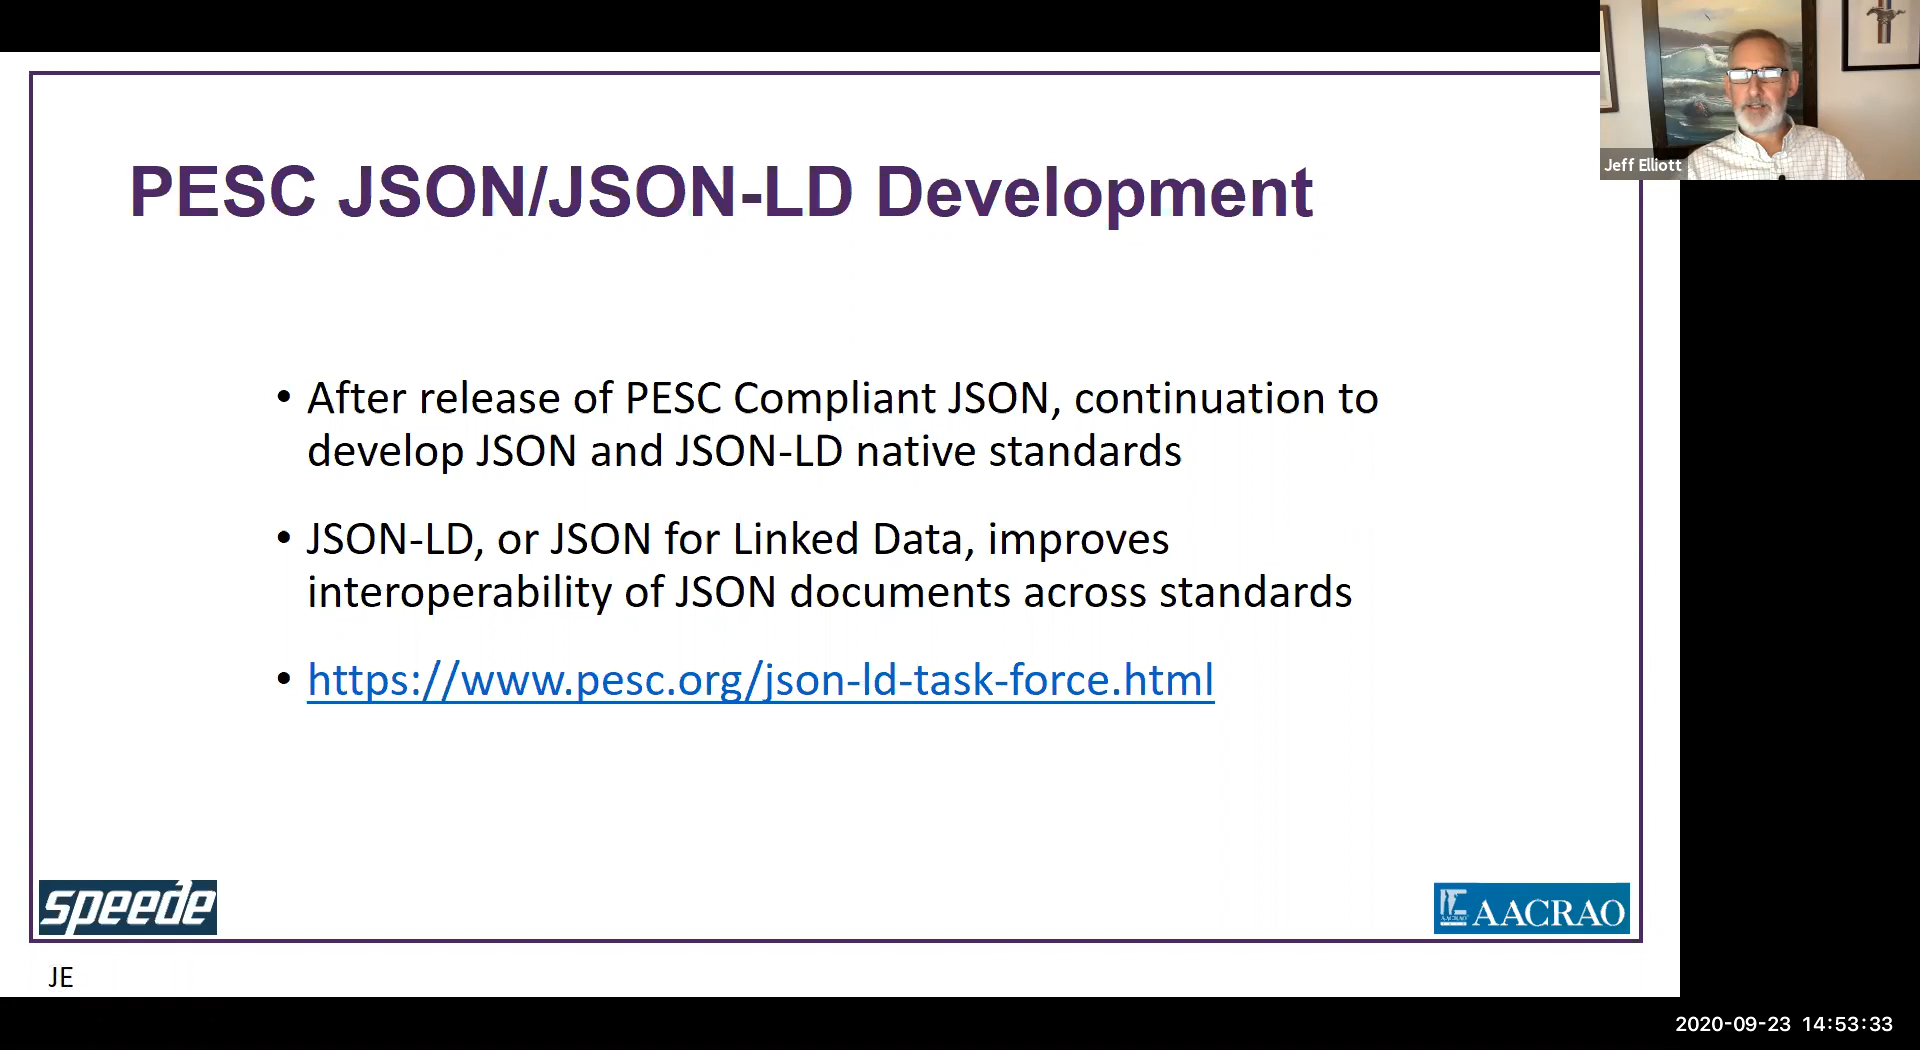 Jeff Elliott
PESC JSON/JSON-LD Development
• After release of PESC Compliant JSON, continuation to
develop JSON and JSON-LD native standards
• JSON-LD, or JSON for Linked Data, improves
interoperability of JSON documents across standards
• https://www.pesc.org/json-ld-task-force.html
speede
AACRAO
AACRAO
JE
2020-09-23 14:53:33